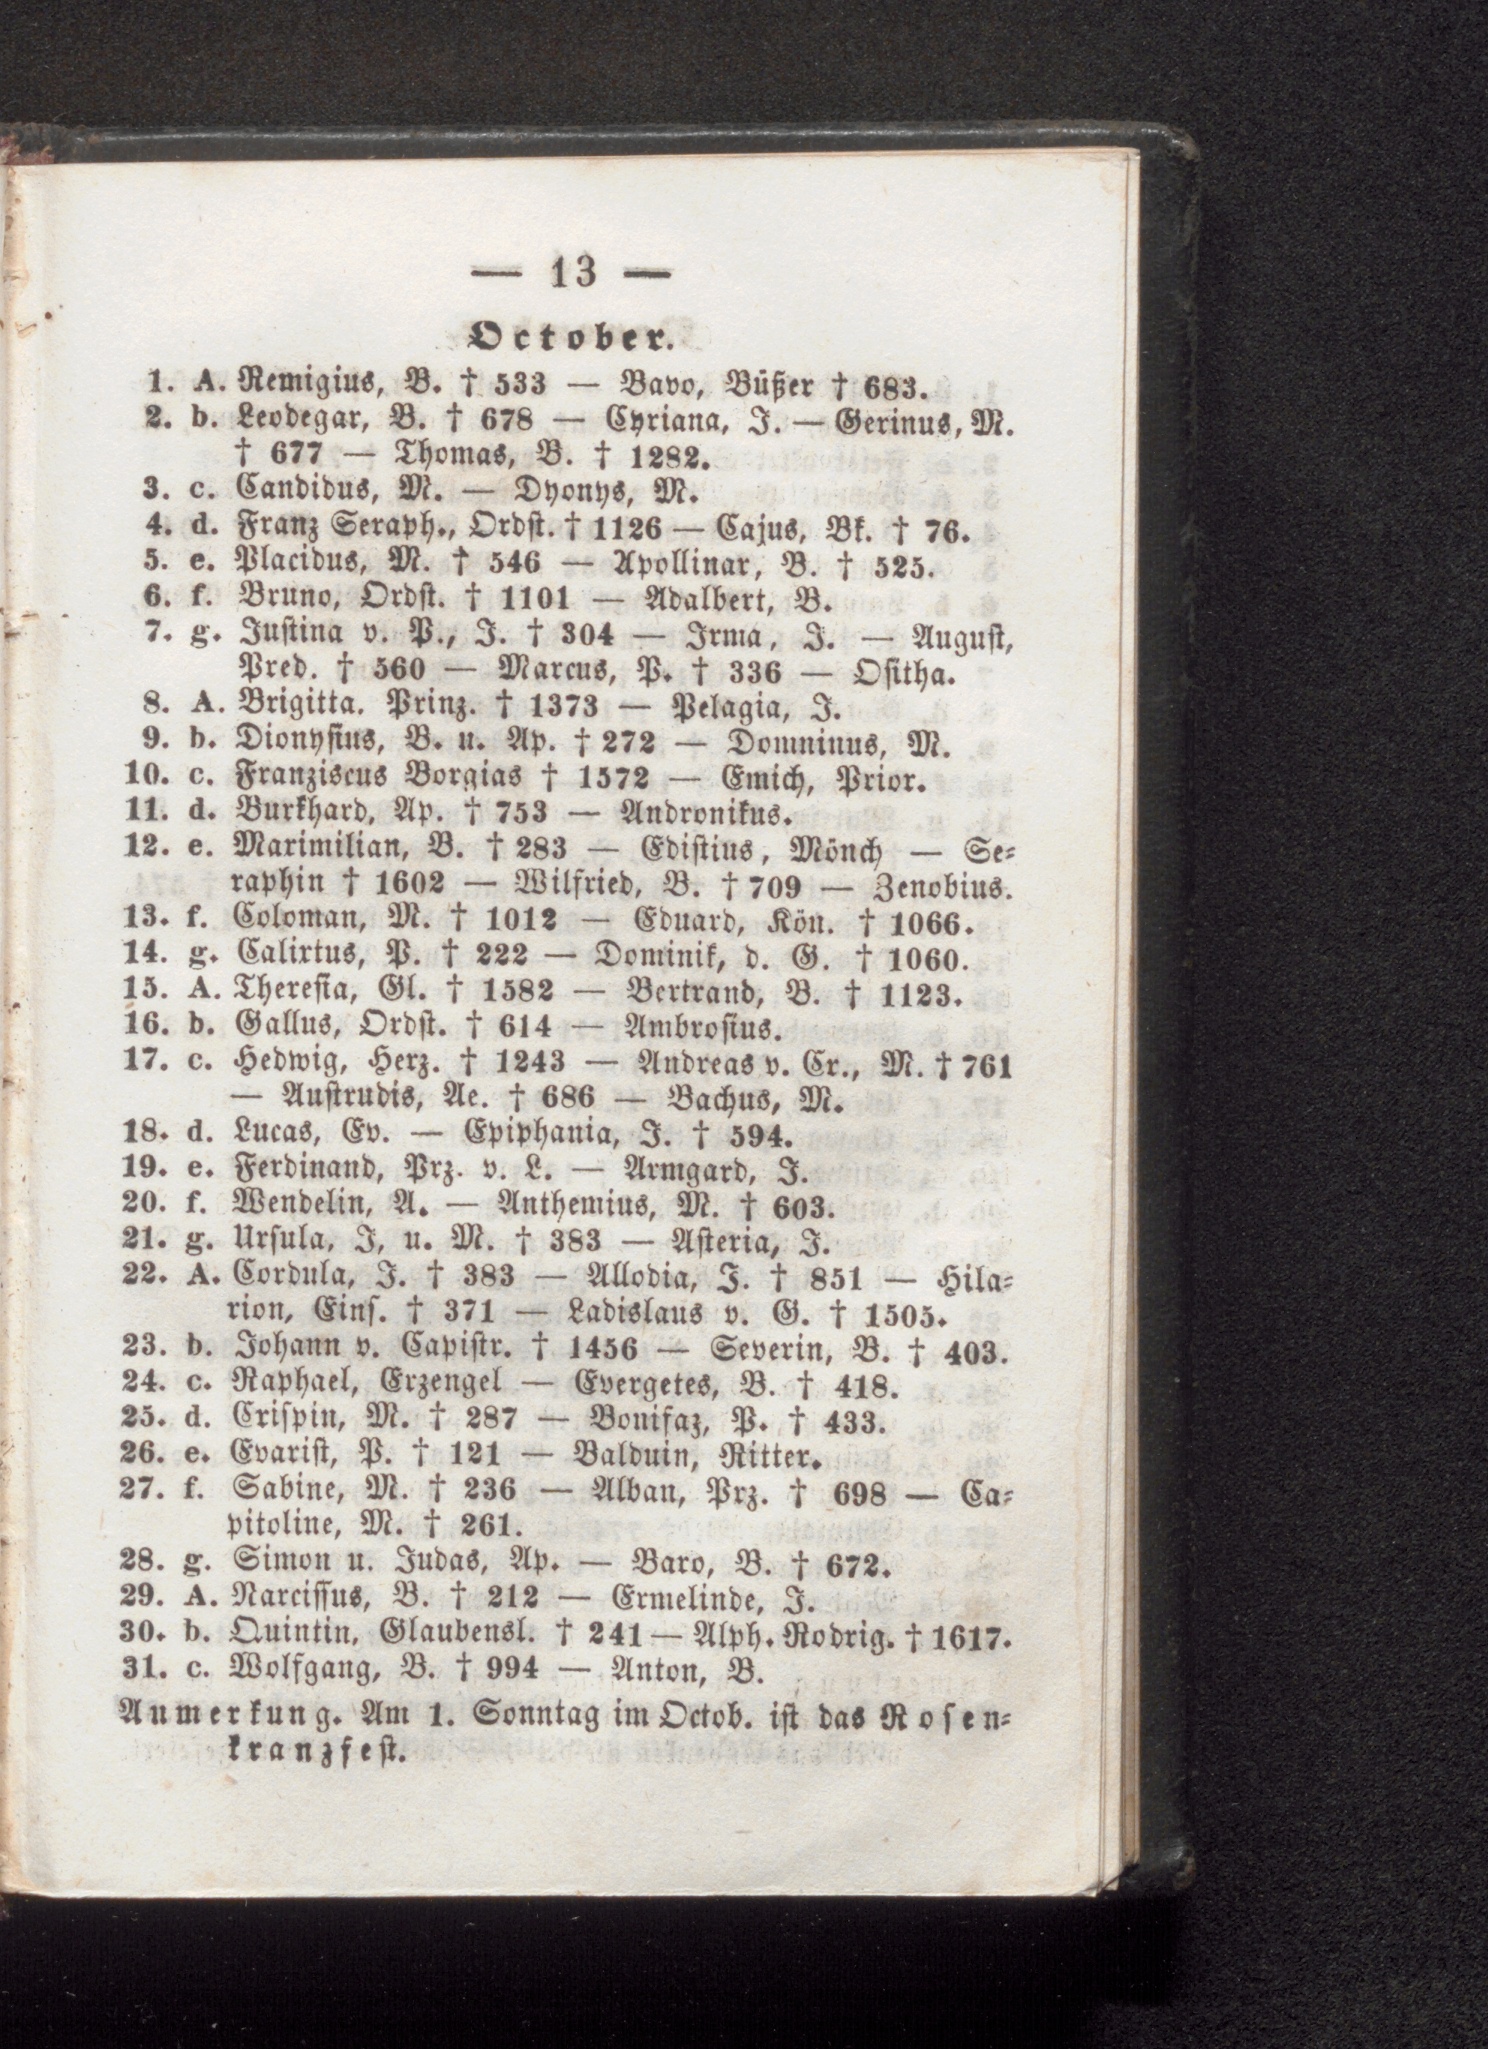 — 13 —
October.
1. A. Remigius, B. † 533 — Bavo, Büßer † 683.
2. b. Leodegar, B. † 678 — Cyriana, J. — Gerinus, M.
† 677 — Thomas, B. † 1282.
3. c. Candidus, M. — Dyonys, M.
4. d. Franz Seraph., Ordst. † 1126 — Cajus, Bk. † 76.
5. e. Placidus, M. † 546 — Apollinar, B. † 525.
6. f. Bruno, Ordst. † 1101 — Adalbert, B.
7. g. Justina v. P., J. † 304 — Irma, J. — August,
Pred. † 560 — Marcus, P. † 336 — Ositha.
8. A. Brigitta. Prinz. † 1373 — Pelagia, J.
9. b. Dionysius, B. u. Ap. † 272 — Domninus, M.
10. c. Franziscus Borgias † 1572 — Emich, Prior.
11. d. Burkhard, Ap. † 753 — Andronikus.
12. e. Maximilian, B. † 283 — Edistius, Mönch — Se-
raphin † 1602 — Wilfried, B. † 709 — Zenobius.
13. f. Coloman, M. † 1012 — Eduard, Kön. † 1066.
14. g. Calixtus, P. † 222 — Dominik, d. G. † 1060.
15. A. Theresia, Gl. † 1582 — Bertrand, B. † 1123.
16. b. Gallus, Ordst. † 614 — Ambrosius.
17. c. Hedwig, Herz. † 1243 — Andreas v. Cr., M. † 761
— Austrudis, Ae. † 686 — Bachus, M.
18. d. Lucas, Ev. — Epiphania, J. † 594.
19. e. Ferdinand, Prz. v. L. — Armgard, J.
20. f. Wendelin, A. — Anthemius, M. † 603.
21. g. Ursula, J, u. M. † 383 — Asteria, J.
22. A. Cordula, J. † 383 — Allodia, J. † 851 — Hila-
rion, Eins. † 371 — Ladislaus v. G. † 1505.
23. b. Johann v. Capistr. † 1456 — Severin, B. † 403.
24. c. Raphael, Erzengel — Evergetes, B. † 418.
25. d. Crispin, M. † 287 — Bonifaz, P. † 433.
26. e. Evarist, P. † 121 — Balduin, Ritter.
27. f. Sabine, M. † 236 — Alban, Prz. † 698 — Ca-
pitoline, M. † 261.
28. g. Simon u. Judas, Ap. — Baro, B. † 672.
29. A. Narcissus, B. † 212 — Ermelinde, J.
30. b. Quintin, Glaubensl. † 241 — Alph. Rodrig. † 1617.
31. c. Wolfgang, B. † 994 — Anton, B.
Anmerkung. Am 1. Sonntag im Octob. ist das Rosen-
kranzfest.